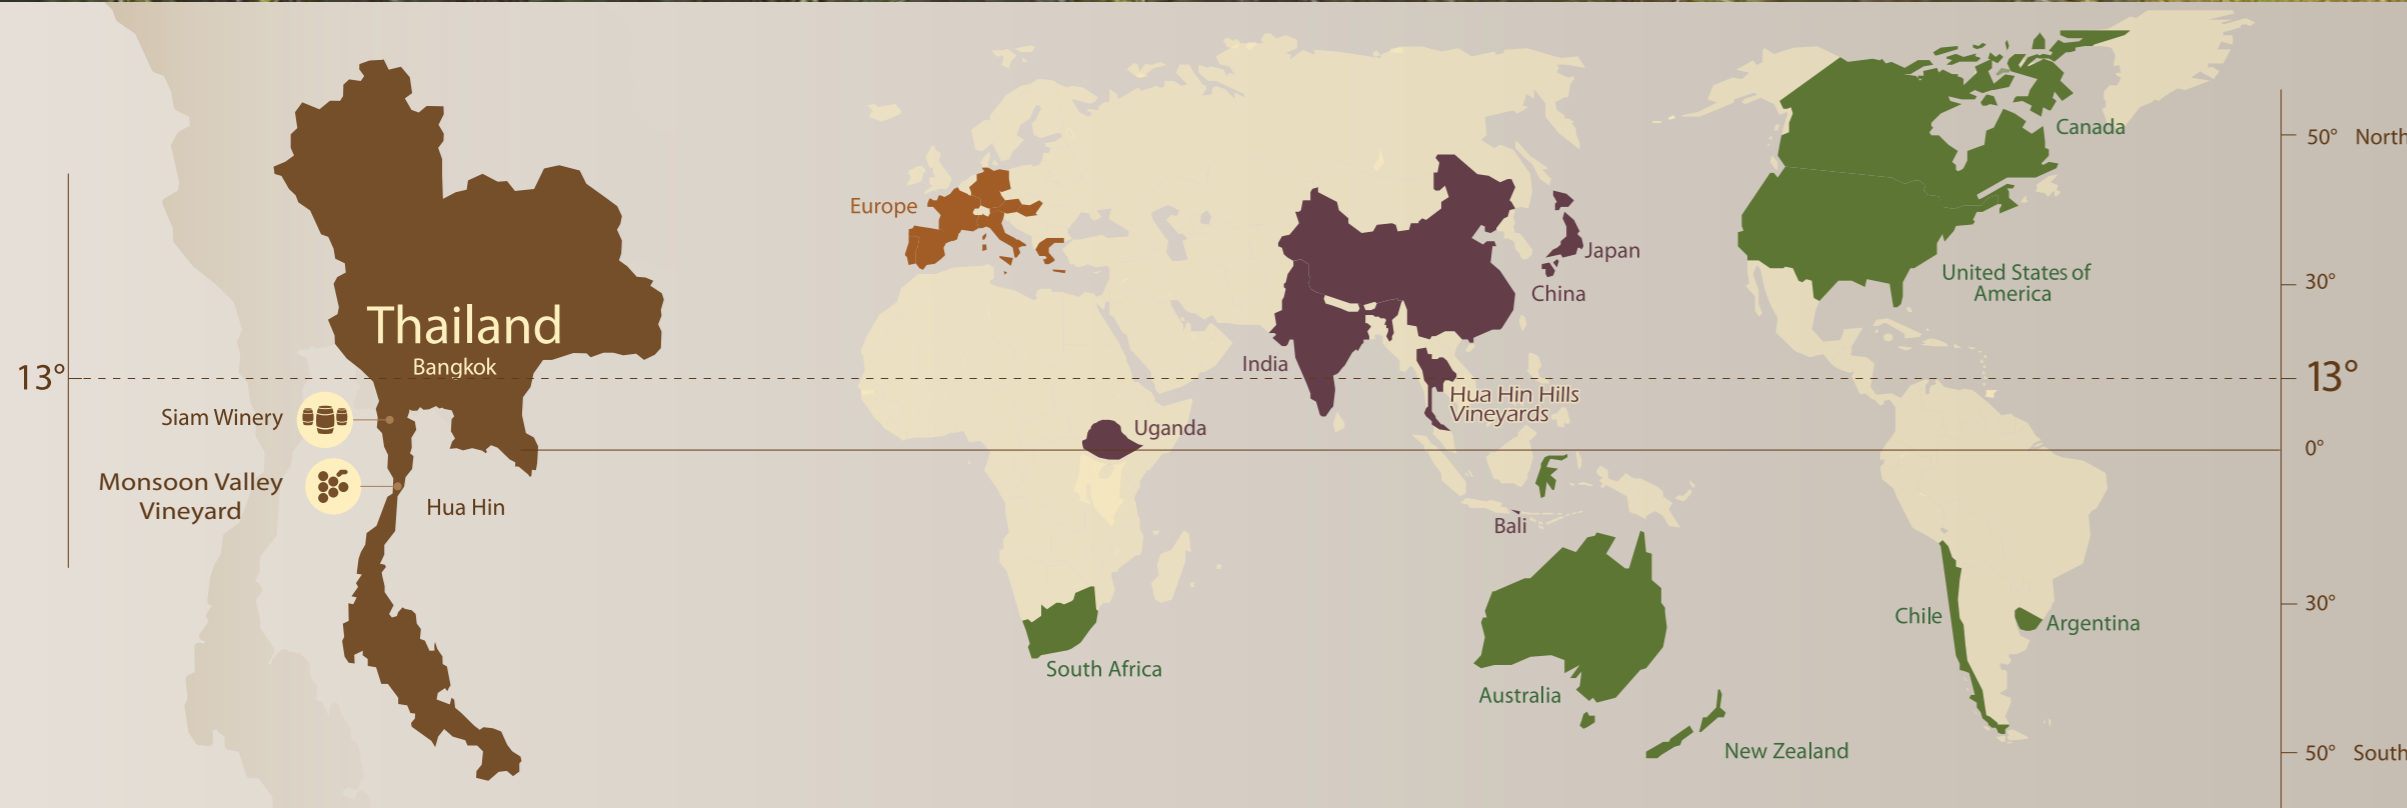 Thailand
Bangkok
13°
Siam Winery
Monsoon Valley
Vineyard
Hua Hin
Europe
Uganda
South Africa
India
Japan
China
Hua Hin Hills
Vineyards
Bali
Australia
New Zealand
Canada
United States of
America
Chile
Argentina
50° North
30°
13°
0°
30°
50° South